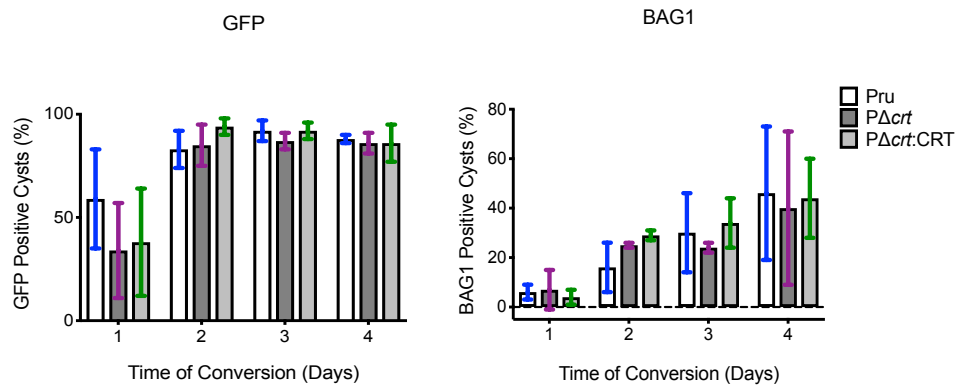 GFP
GFP Positive Cysts (%)
100
50
0
1 2 3 4
Time of Conversion (Days)
BAG1
BAG1 Positive Cysts (%)
80
60
40
20
0
1 2 3 4
Time of Conversion (Days)
Pru
PΔcrt
PΔcrt:CRT